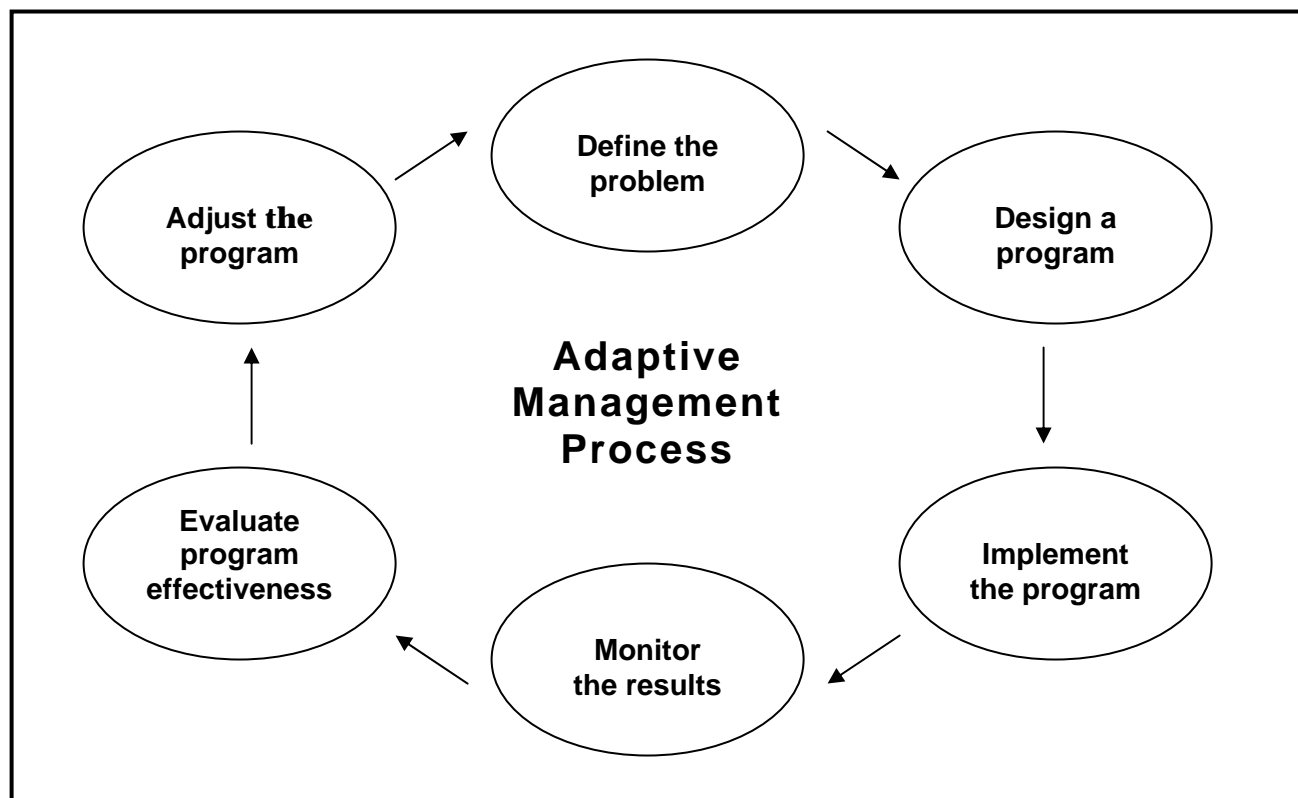 Define the
problem
Design a
program
Implement
the program
Monitor
the results
Evaluate
program
effectiveness
Adjust the
program
Adaptive
Management
Process